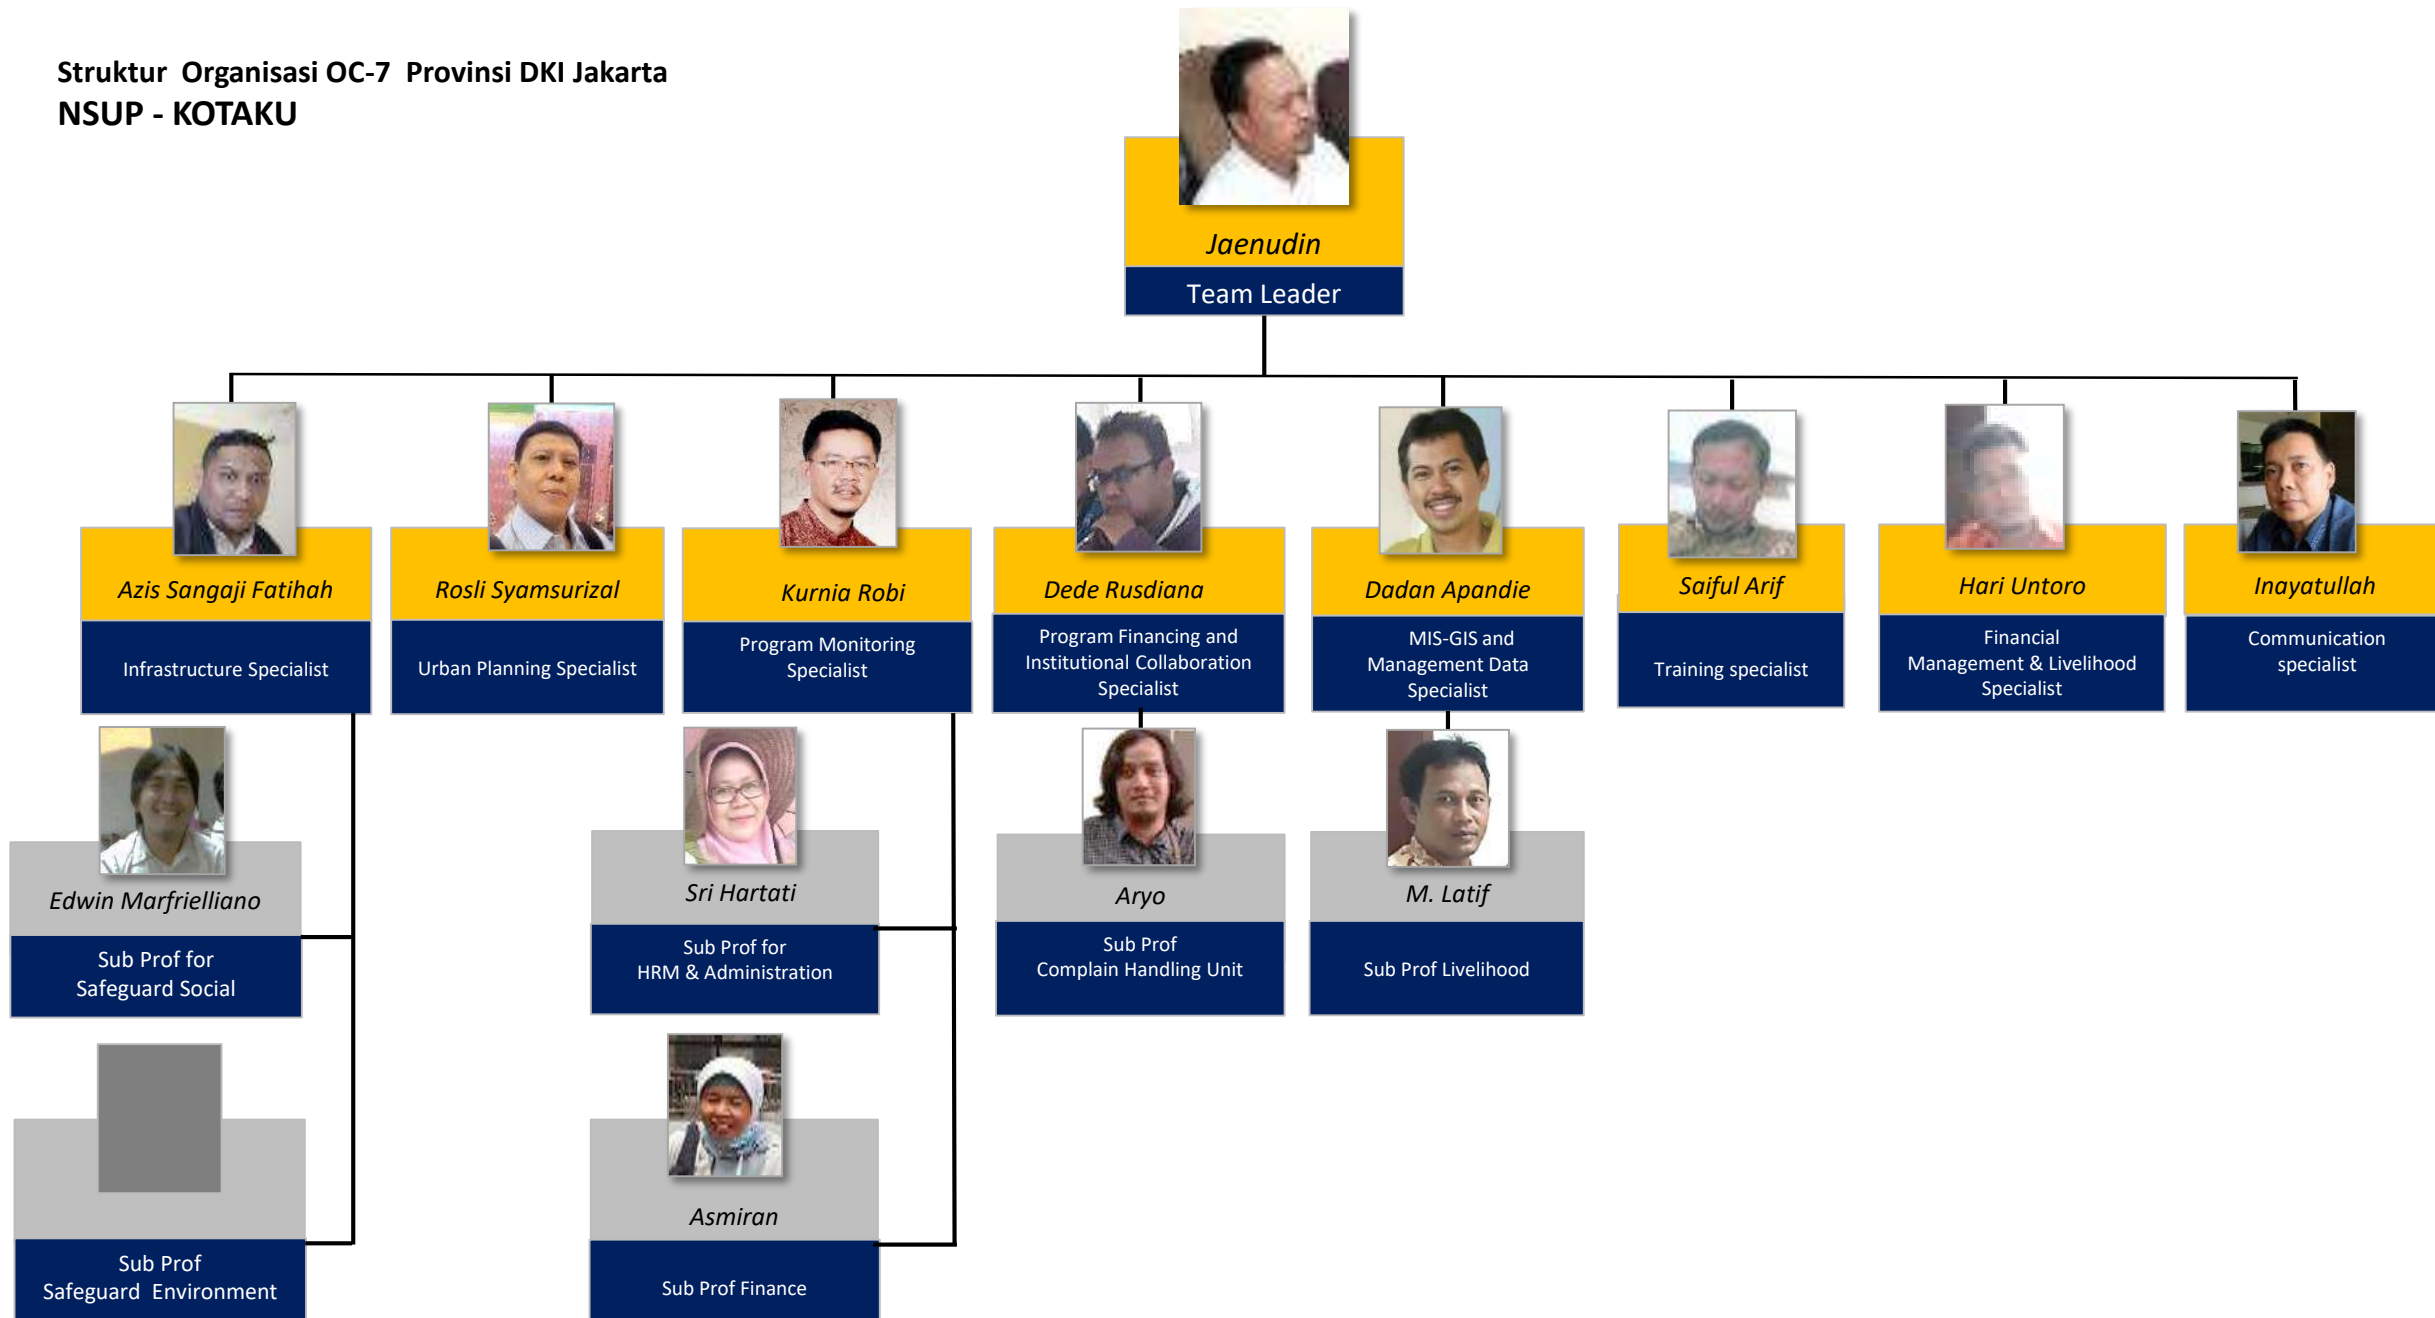 Struktur Organisasi OC-7 Provinsi DKI Jakarta
NSUP - KOTAKU
Jaenudin
Team Leader
Azis Sangaji Fatihah
Infrastructure Specialist
Rosli Syamsurizal
Urban Planning Specialist
Kurnia Robi
Program Monitoring
Specialist
Dede Rusdiana
Program Financing and
Institutional Collaboration
Specialist
Dadan Apandie
MIS-GIS and
Management Data
Specialist
Saiful Arif
Training specialist
Hari Untoro
Financial
Management & Livelihood
Specialist
Inayatullah
Communication
specialist
Edwin Marfrielliano
Sub Prof for
Safeguard Social
Sri Hartati
Sub Prof for
HRM & Administration
Aryo
Sub Prof
Complain Handling Unit
M. Latif
Sub Prof Livelihood
Sub Prof
Safeguard Environment
Asmiran
Sub Prof Finance